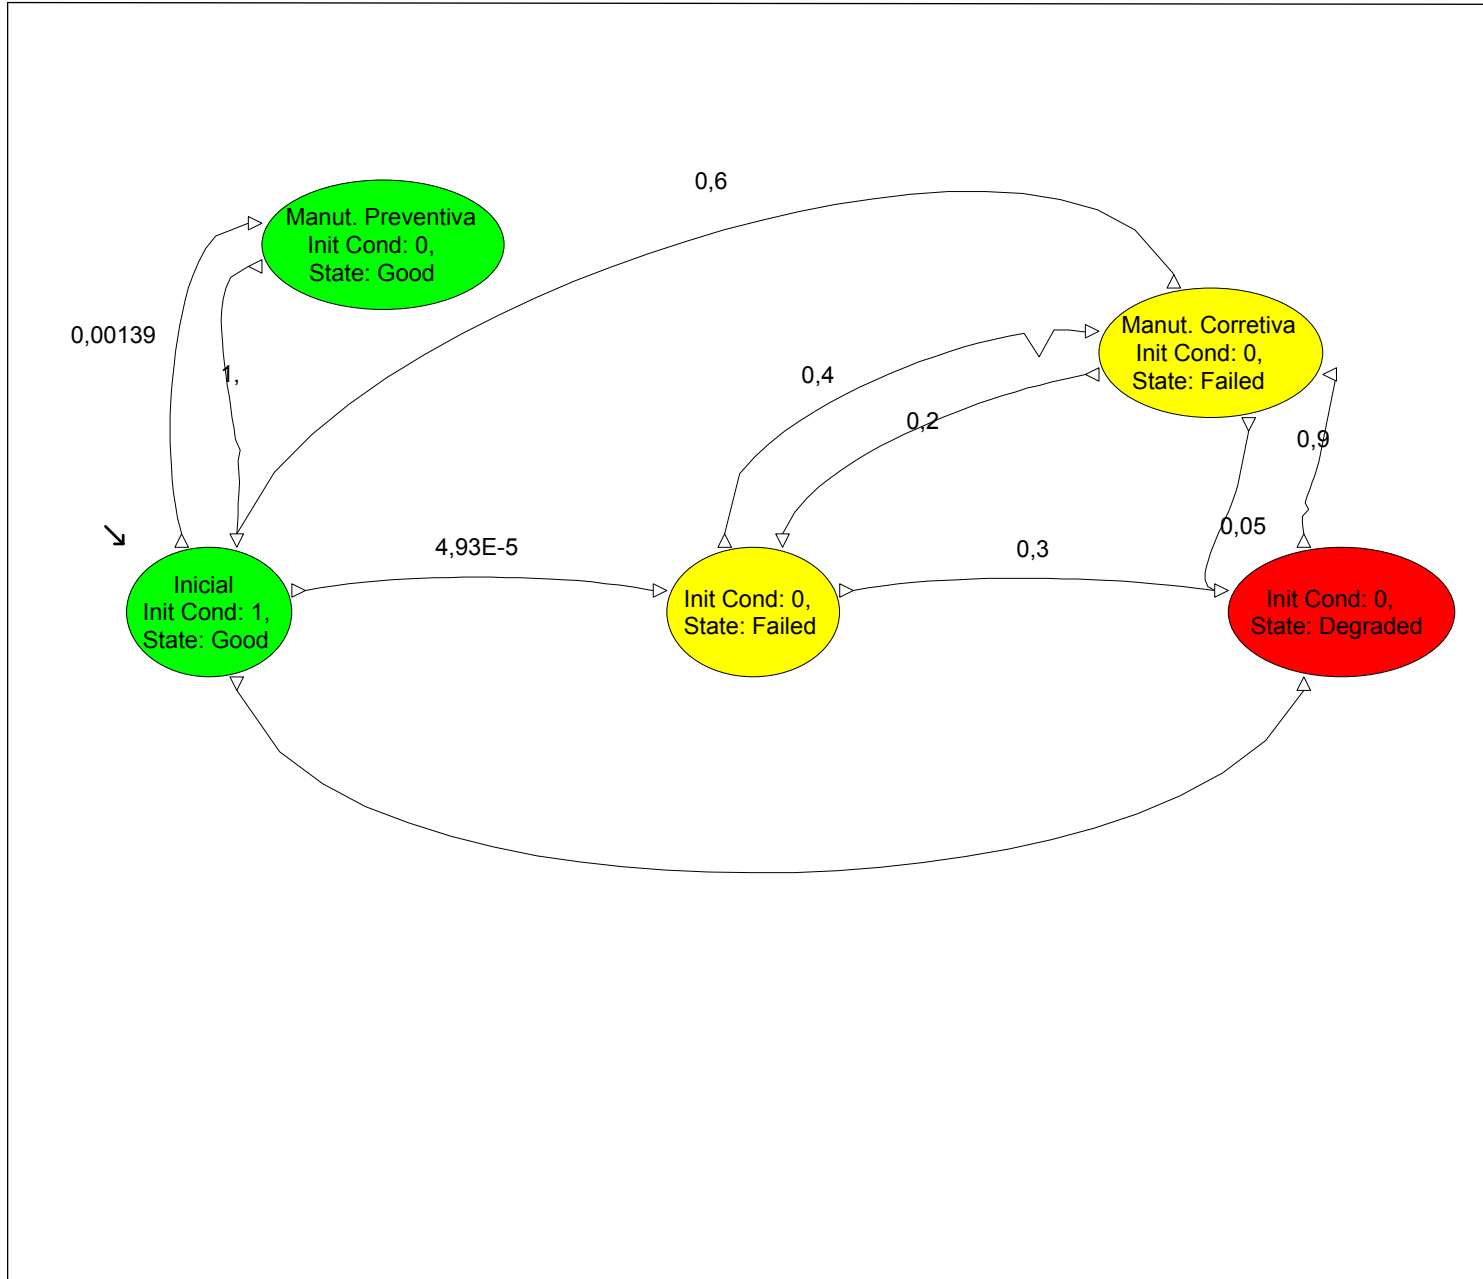 0,6
Manut. Preventiva
Init Cond: 0,
State: Good
0,00139
1,
Manut. Corretiva
Init Cond: 0,
State: Failed
0,4
0,2
0,9
0,05
4,93E-5
0,3
Inicial
Init Cond: 1,
State: Good
Init Cond: 0,
State: Failed
Init Cond: 0,
State: Degraded